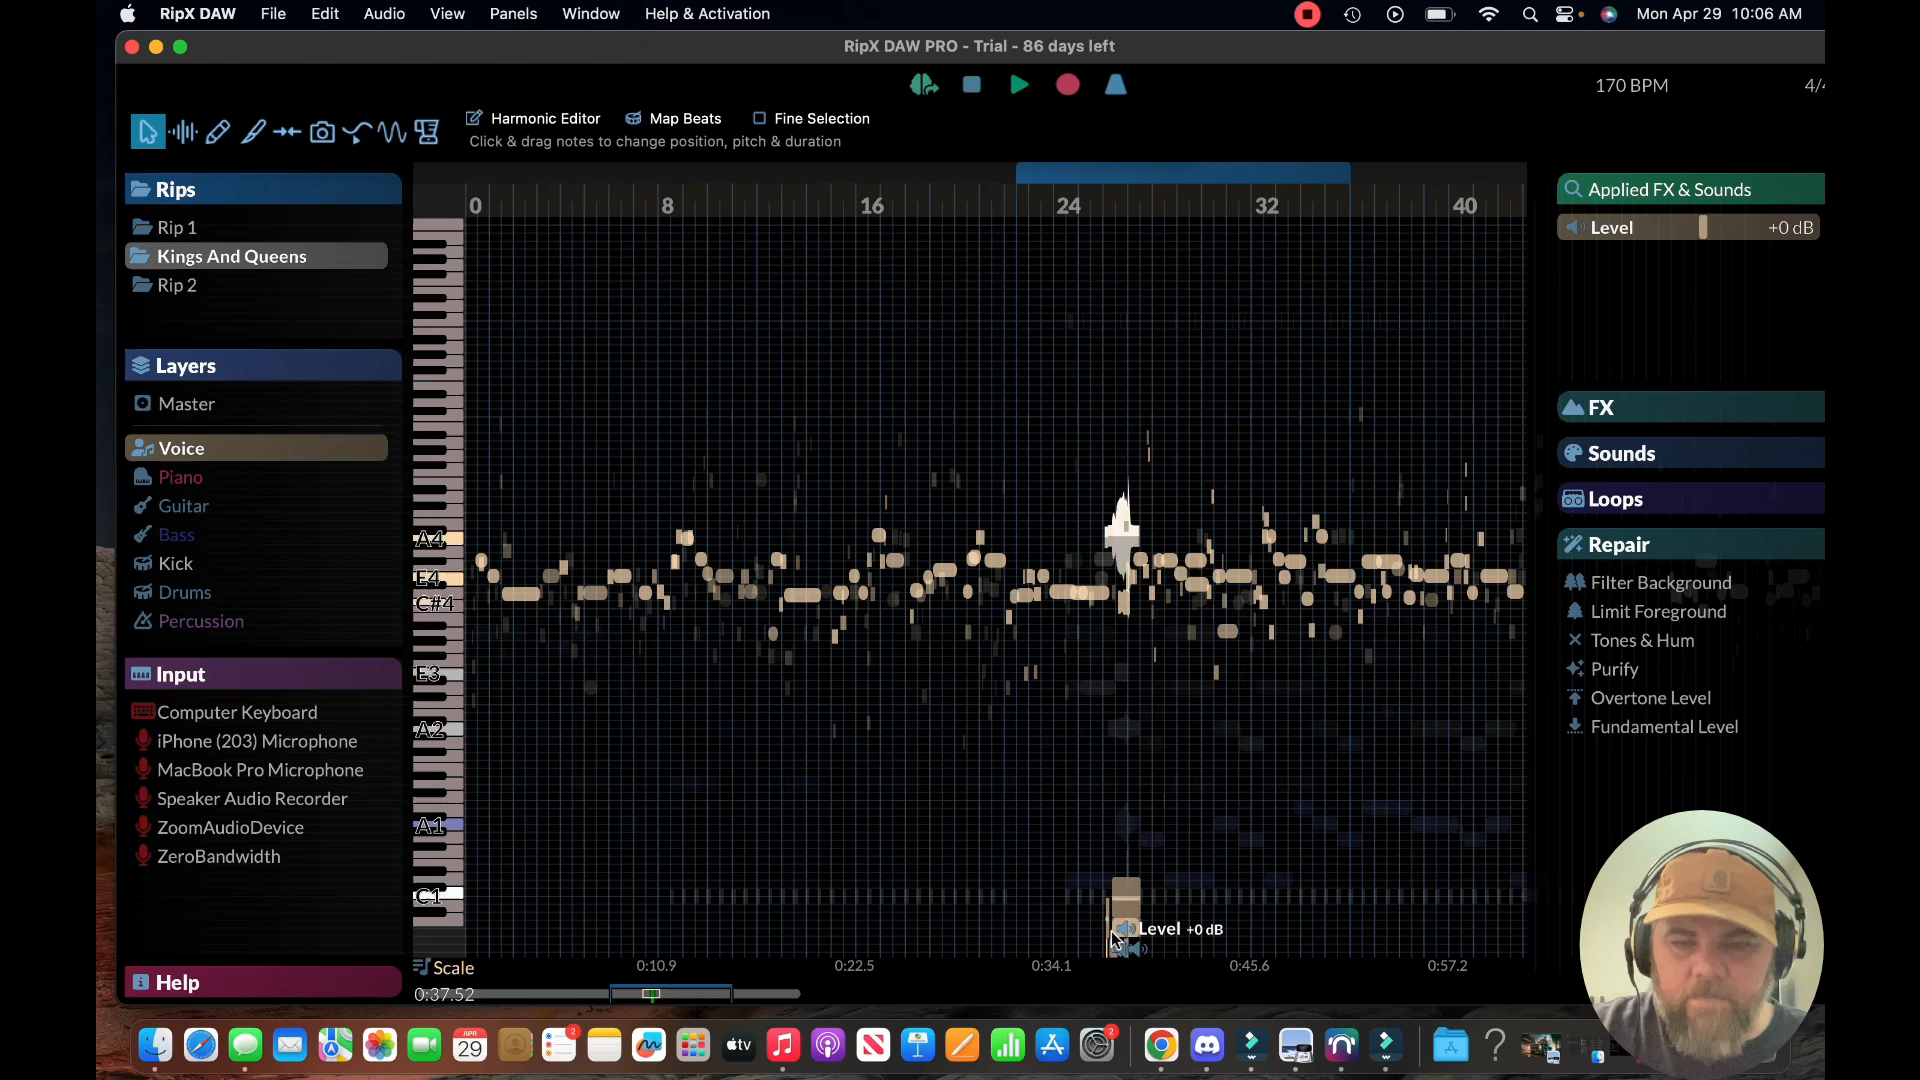 RipX DAW File Edit Audio View Panels Window Help & Activation Mon Apr 29 10:06 AM
RipX DAW PRO - Trial - 86 days left
170 BPM 4/4
Harmonic Editor Map Beats Fine Selection
Click & drag notes to change position, pitch & duration
Rips
Rip 1
Kings And Queens
Rip 2
Layers
Master
Voice
Piano
Guitar
Bass
Kick
Drums
Percussion
Input
Computer Keyboard
iPhone (203) Microphone
MacBook Pro Microphone
Speaker Audio Recorder
ZoomAudioDevice
ZeroBandwidth
Help
0 8 16 24 32 40
A4
E4
C#4
E3
A2
A1
C1
Level +0 dB
Scale 0:10.9 0:22.5 0:34.1 0:45.6 0:57.2
0:37.52
Applied FX & Sounds
Level +0 dB
FX
Sounds
Loops
Repair
Filter Background
Limit Foreground
Tones & Hum
Purify
Overtone Level
Fundamental Level
APR
29
2
tv
2